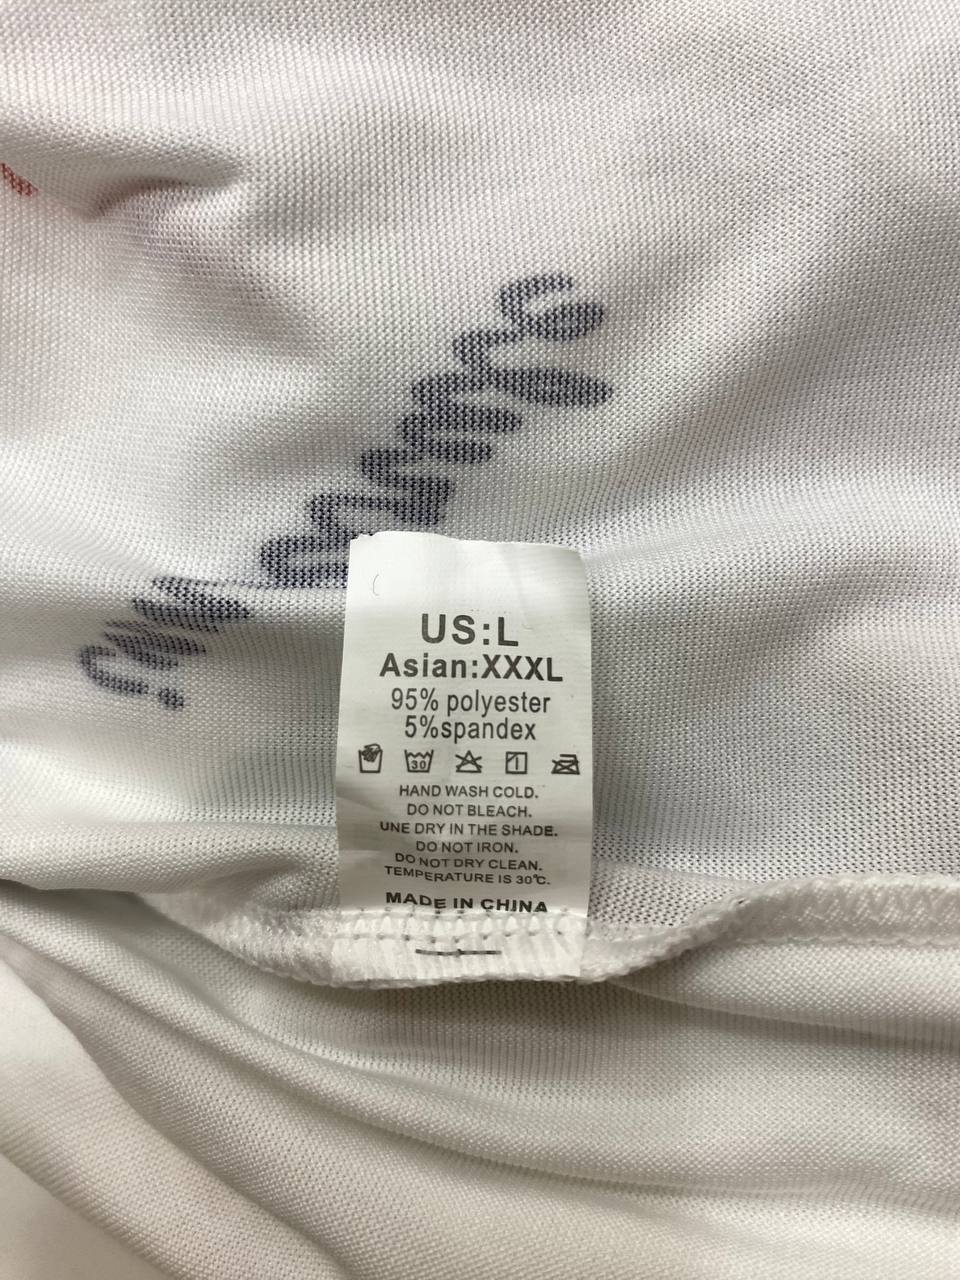 US:L
Asian:XXXL
95% polyester
5%spandex
30
HAND WASH COLD.
DO NOT BLEACH.
UNE DRY IN THE SHADE.
DO NOT IRON.
DO NOT DRY CLEAN.
TEMPERATURE IS 30℃.
MADE IN CHINA